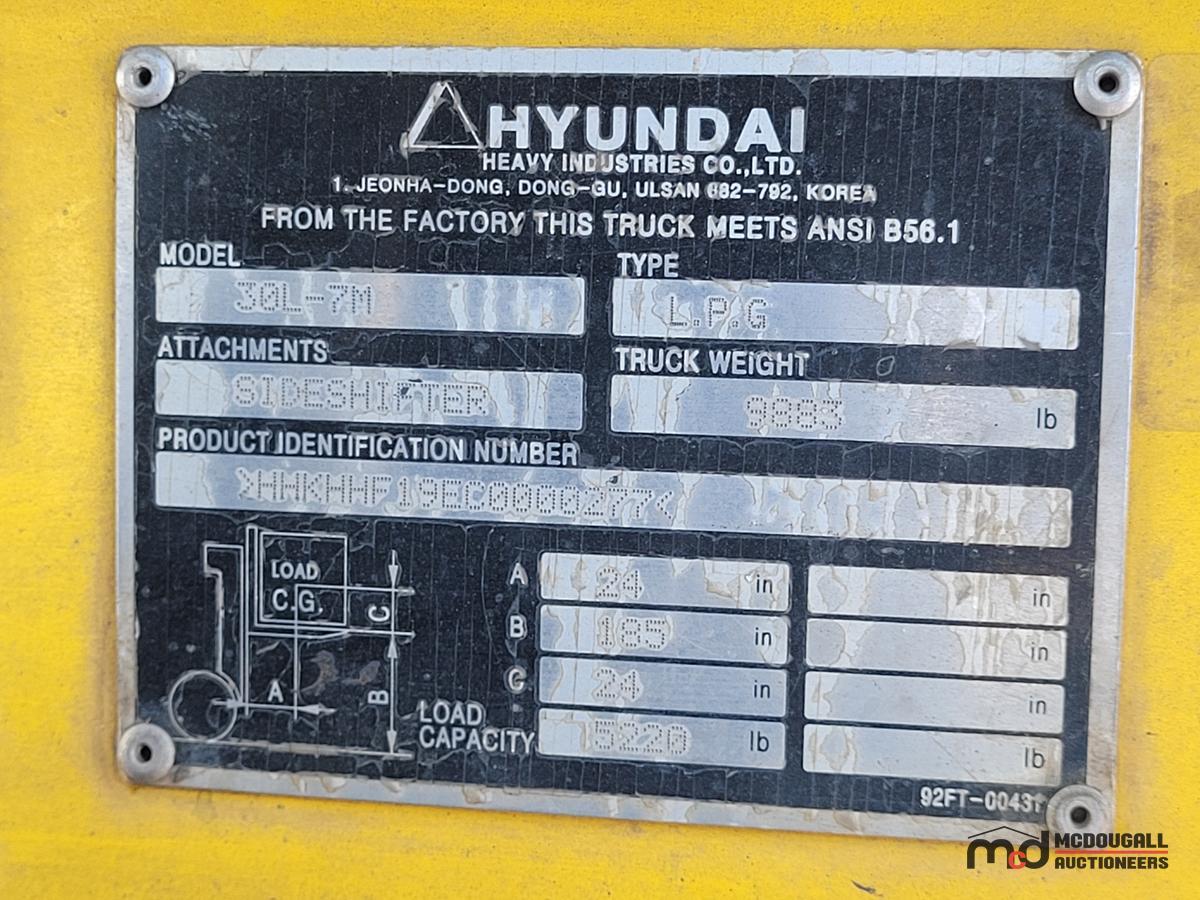 HYUNDAI
HEAVY INDUSTRIES CO.,LTD.
1. JEONHA-DONG, DONG-GU, ULSAN 682-792, KOREA
FROM THE FACTORY THIS TRUCK MEETS ANSI B56.1
MODEL TYPE
30L-7M L.P.G
ATTACHMENTS TRUCK WEIGHT
SIDESHIFTER 9883 lb
PRODUCT IDENTIFICATION NUMBER
>HHKHHF19EC0000277<
LOAD C.G.
A
B
C
A 24 in in
B 185 in in
C 24 in in
LOAD CAPACITY 5220 lb lb
92FT-00431
mcd MCDOUGALL AUCTIONEERS